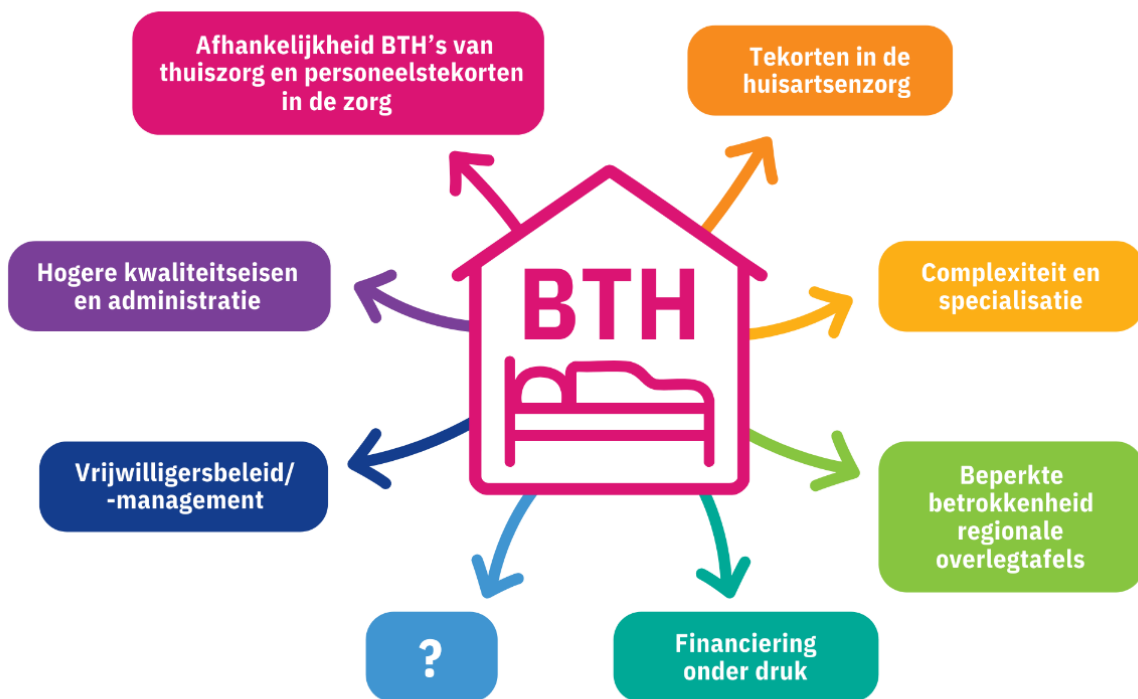 Afhankelijkheid BTH's van
thuiszorg en personeelstekorten
in de zorg
Tekorten in de
huisartsenzorg
Hogere kwaliteitseisen
en administratie
BTH
Complexiteit en
specialisatie
Vrijwilligersbeleid/
-management
Beperkte
betrokkenheid
regionale
overlegtafels
?
Financiering
onder druk